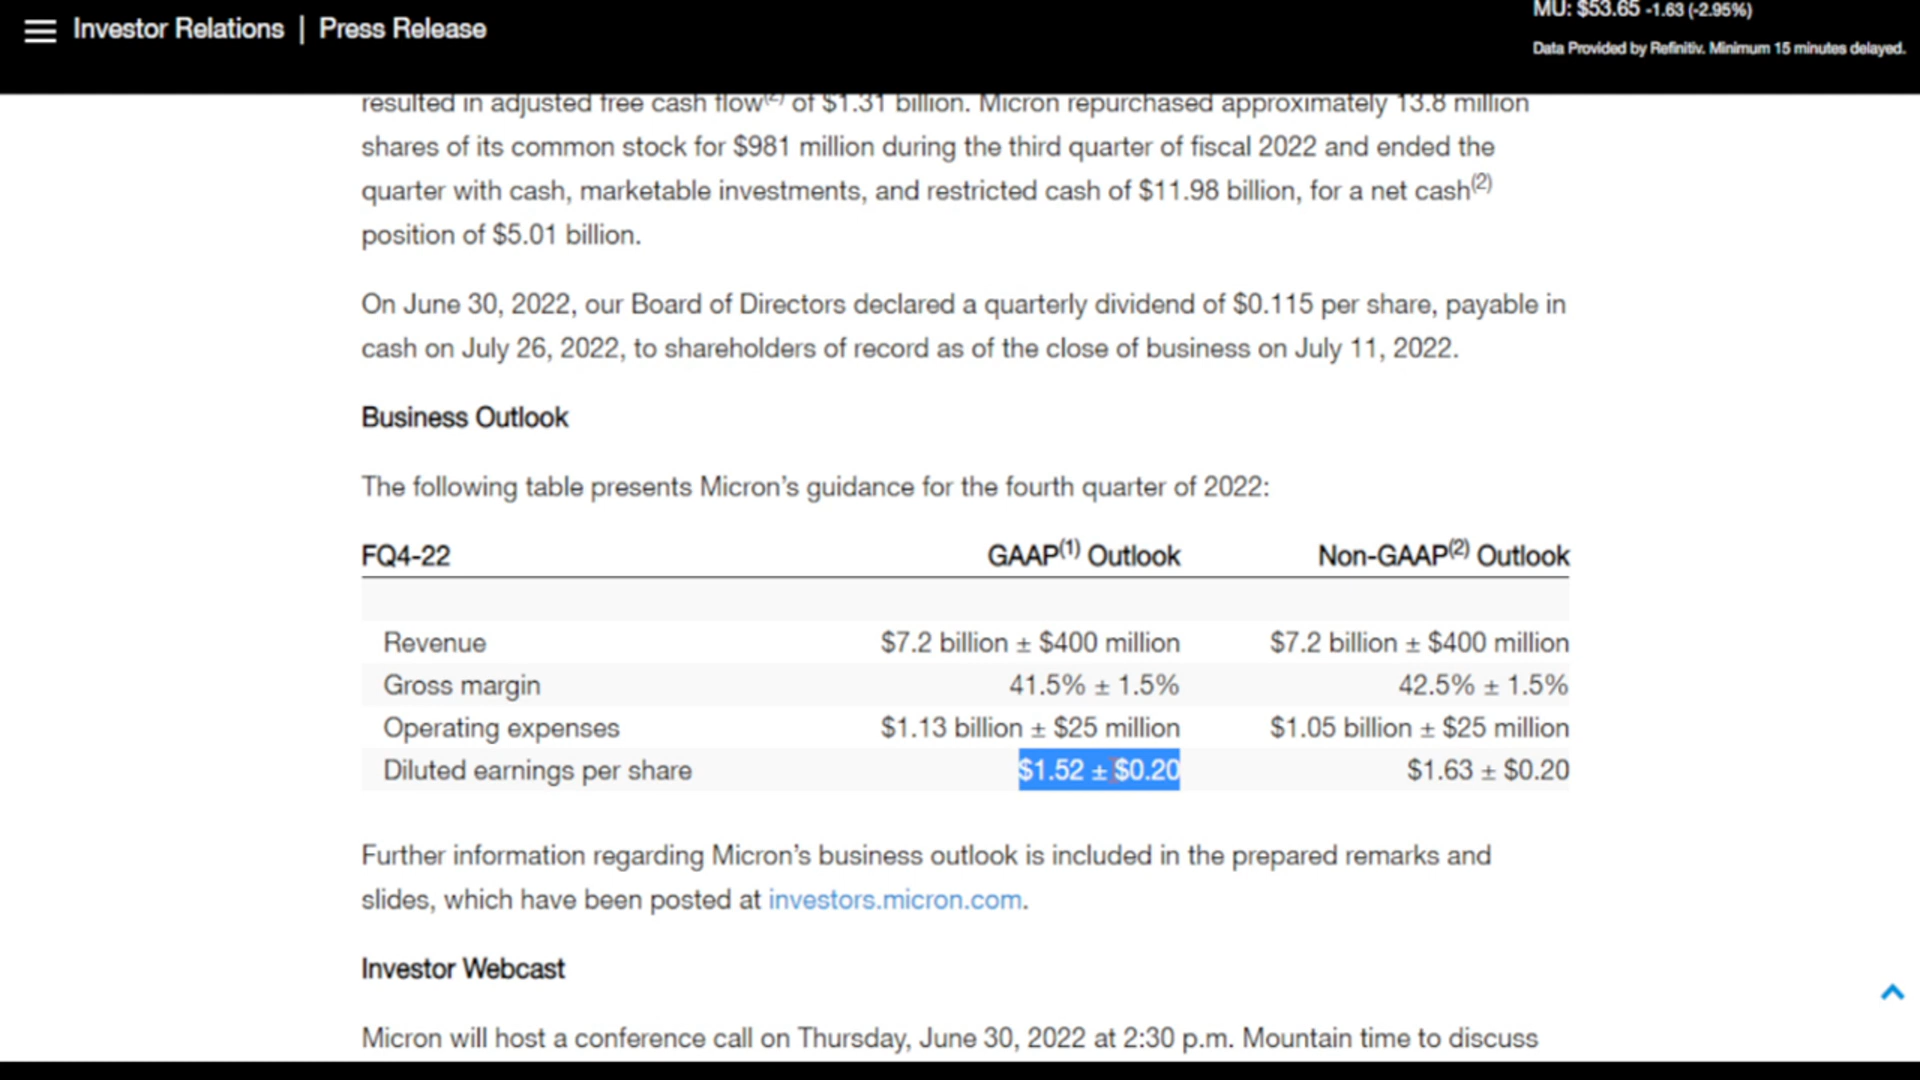 Investor Relations | Press Release
MU: $53.65 -1.63 (-2.95%)
Data Provided by Refinitiv. Minimum 15 minutes delayed.
resulted in adjusted free cash flow(2) of $1.31 billion. Micron repurchased approximately 13.8 million
shares of its common stock for $981 million during the third quarter of fiscal 2022 and ended the
quarter with cash, marketable investments, and restricted cash of $11.98 billion, for a net cash(2)
position of $5.01 billion.
On June 30, 2022, our Board of Directors declared a quarterly dividend of $0.115 per share, payable in
cash on July 26, 2022, to shareholders of record as of the close of business on July 11, 2022.
Business Outlook
The following table presents Micron’s guidance for the fourth quarter of 2022:
FQ4-22 GAAP(1) Outlook Non-GAAP(2) Outlook
Revenue $7.2 billion ± $400 million $7.2 billion ± $400 million
Gross margin 41.5% ± 1.5% 42.5% ± 1.5%
Operating expenses $1.13 billion ± $25 million $1.05 billion ± $25 million
Diluted earnings per share $1.52 ± $0.20 $1.63 ± $0.20
Further information regarding Micron’s business outlook is included in the prepared remarks and
slides, which have been posted at investors.micron.com.
Investor Webcast
Micron will host a conference call on Thursday, June 30, 2022 at 2:30 p.m. Mountain time to discuss